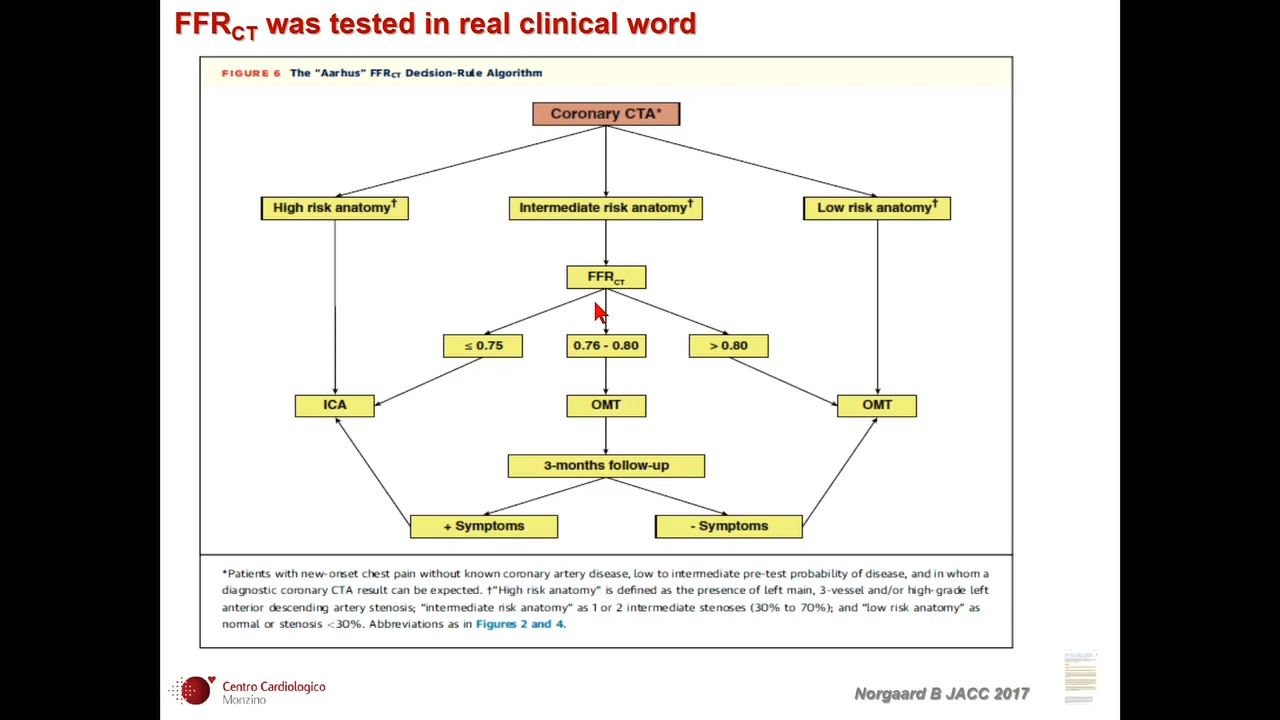 FFRCT was tested in real clinical word
FIGURE 6 The “Aarhus” FFRCT Decision-Rule Algorithm
Coronary CTA*
High risk anatomy†
Intermediate risk anatomy†
Low risk anatomy†
FFRCT
≤ 0.75
0.76 - 0.80
> 0.80
ICA
OMT
OMT
3-months follow-up
+ Symptoms
- Symptoms
*Patients with new-onset chest pain without known coronary artery disease, low to intermediate pre-test probability of disease, and in whom a
diagnostic coronary CTA result can be expected. †“High risk anatomy” is defined as the presence of left main, 3-vessel and/or high-grade left
anterior descending artery stenosis; “intermediate risk anatomy” as 1 or 2 intermediate stenoses (30% to 70%); and “low risk anatomy” as
normal or stenosis <30%. Abbreviations as in Figures 2 and 4.
Centro Cardiologico
Monzino
Norgaard B JACC 2017